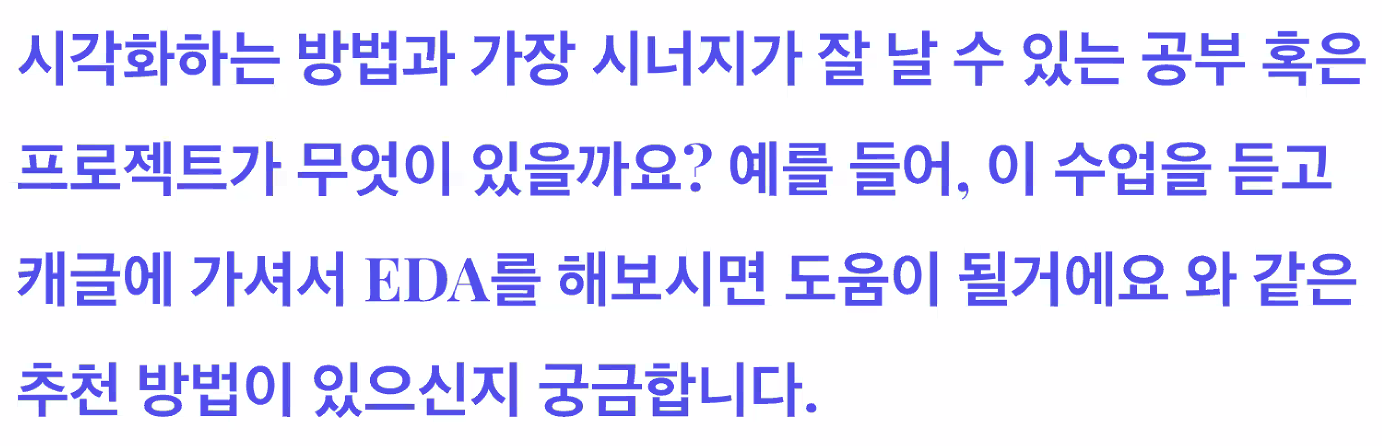 시각화하는 방법과 가장 시너지가 잘 날 수 있는 공부 혹은
프로젝트가 무엇이 있을까요? 예를 들어, 이 수업을 듣고
캐글에 가셔서 EDA를 해보시면 도움이 될거에요 와 같은
추천 방법이 있으신지 궁금합니다.